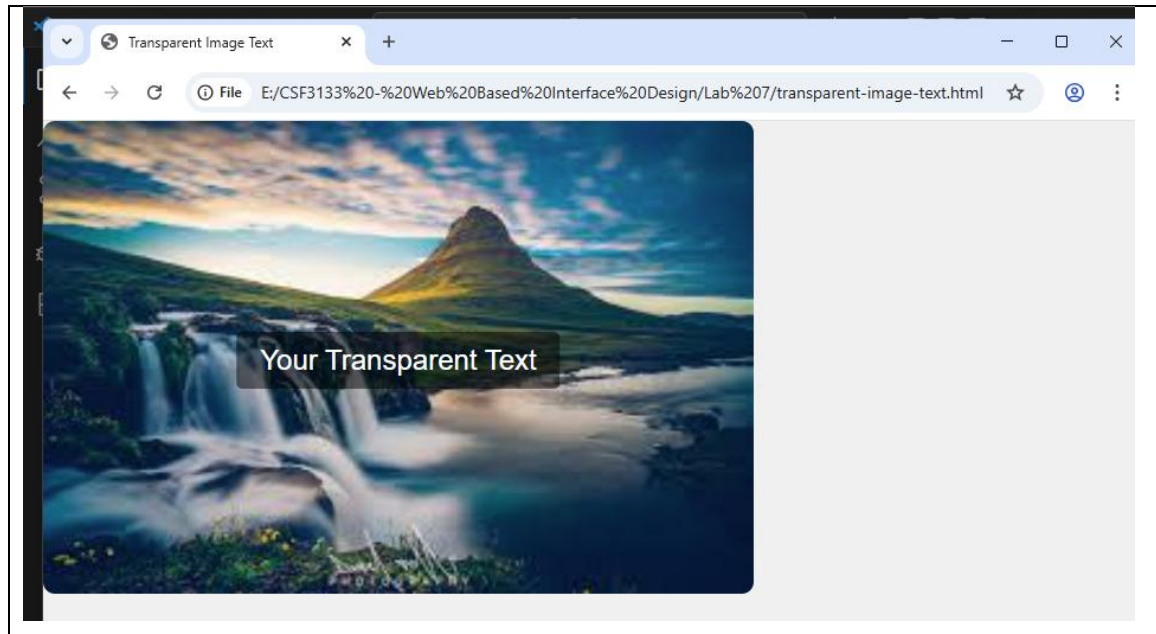 Transparent Image Text
File E:/CSF3133%20-%20Web%20Based%20Interface%20Design/Lab%207/transparent-image-text.html
Your Transparent Text
PHOTOGRAPHY